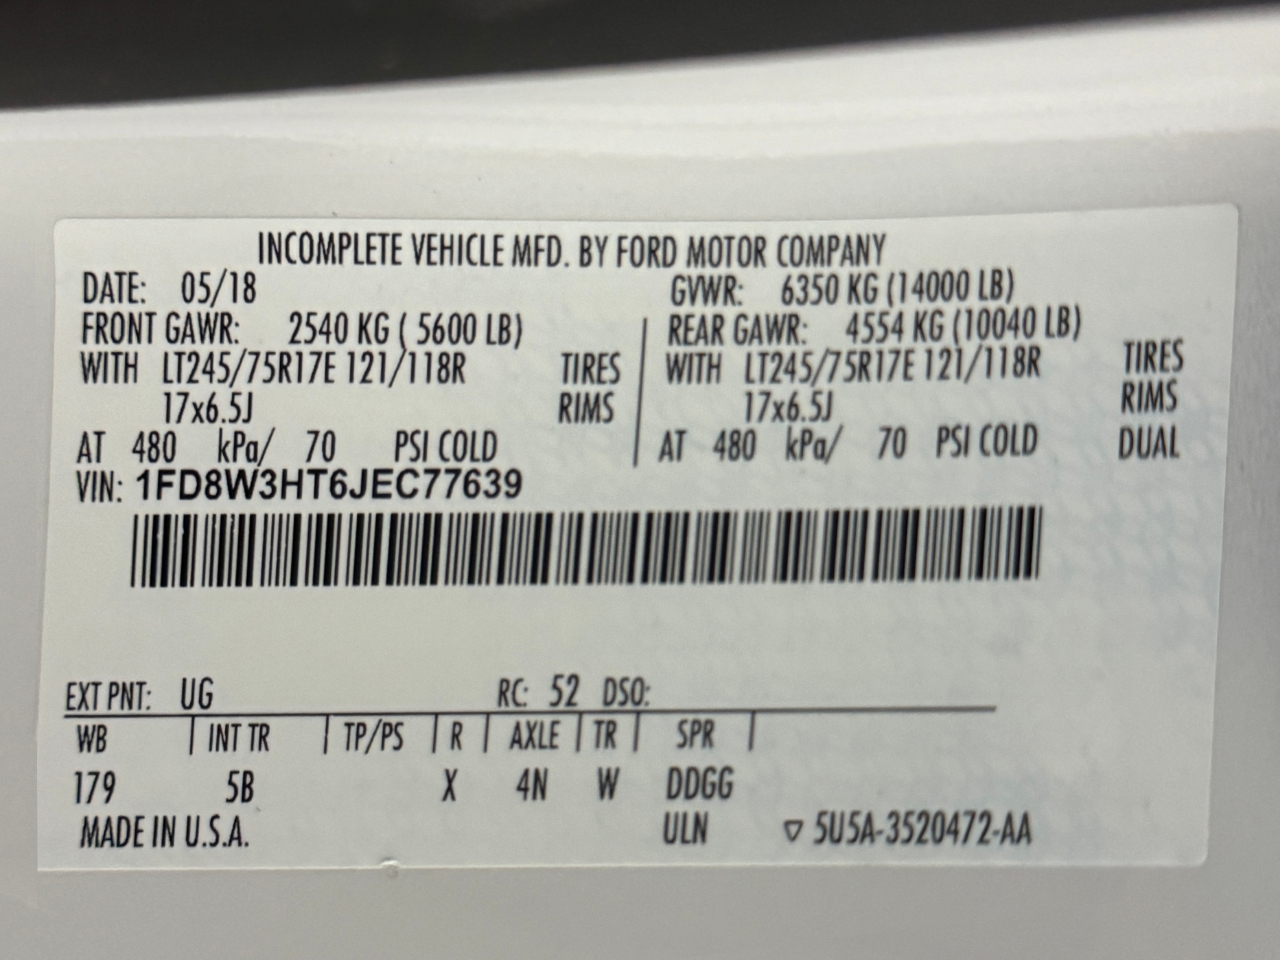 INCOMPLETE VEHICLE MFD. BY FORD MOTOR COMPANY
DATE: 05/18 GVWR: 6350 KG (14000 LB)
FRONT GAWR: 2540 KG ( 5600 LB) REAR GAWR: 4554 KG (10040 LB)
WITH LT245/75R17E 121/118R TIRES WITH LT245/75R17E 121/118R TIRES
17x6.5J RIMS 17x6.5J RIMS
AT 480 kPa/ 70 PSI COLD AT 480 kPa/ 70 PSI COLD DUAL
VIN: 1FD8W3HT6JEC77639
EXT PNT: UG RC: 52 DSO:
WB INT TR TP/PS R AXLE TR SPR
179 5B X 4N W DDGG
MADE IN U.S.A. ULN ▽ 5U5A-3520472-AA